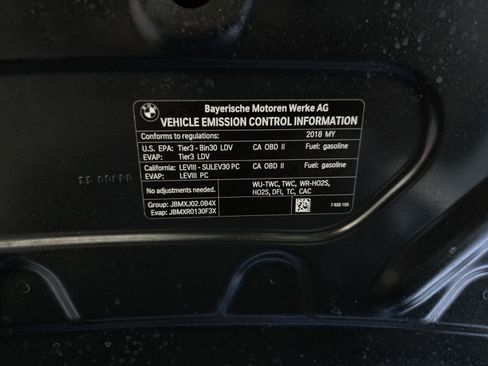 BMW
Bayerische Motoren Werke AG
VEHICLE EMISSION CONTROL INFORMATION
Conforms to regulations: 2018 MY
U.S. EPA: Tier3 - Bin30 LDV CA OBD II Fuel: gasoline
EVAP: Tier3 LDV
California: LEVIII - SULEV30 PC CA OBD II Fuel: gasoline
EVAP: LEVIII PC
No adjustments needed. WU-TWC, TWC, WR-HO2S,
HO2S, DFI, TC, CAC
Group: JBMXJ02.0B4X
Evap: JBMXR0130F3X